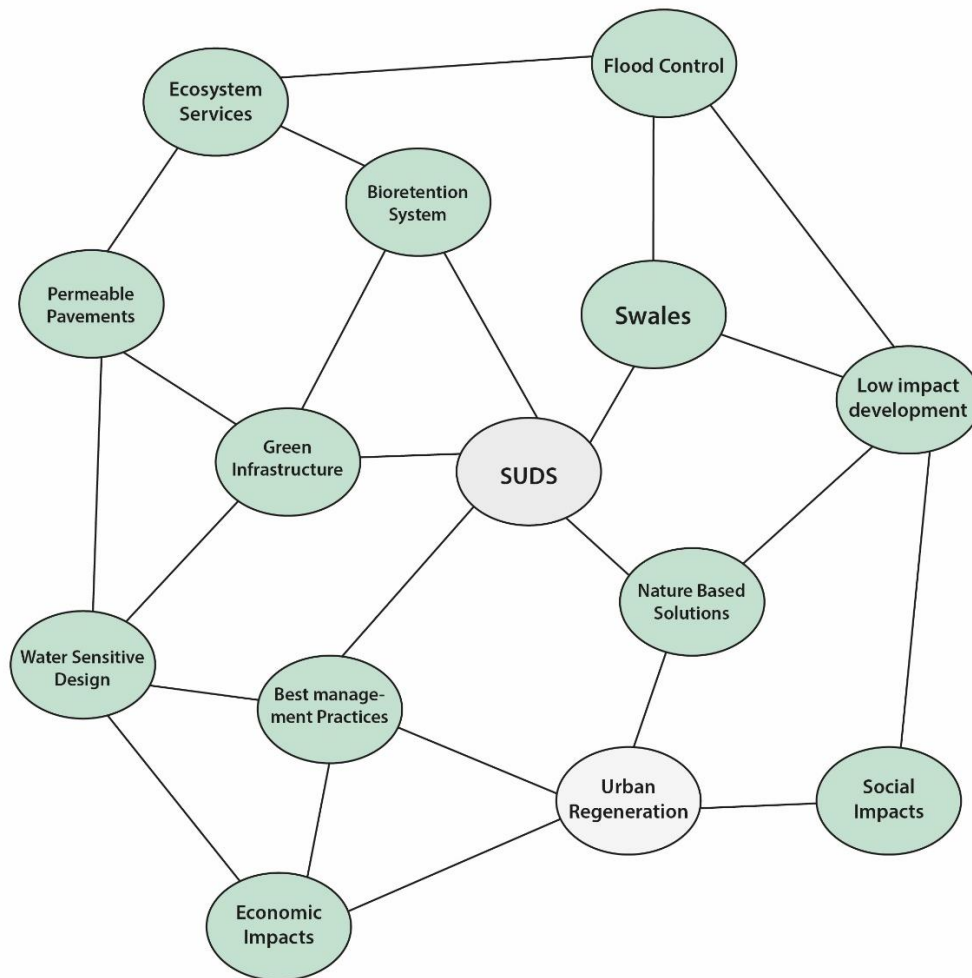 Flood Control
Ecosystem
Services
Bioretention
System
Permeable
Pavements
Swales
Low impact
development
Green
Infrastructure
SUDS
Nature Based
Solutions
Water Sensitive
Design
Best manage-
ment Practices
Urban
Regeneration
Social
Impacts
Economic
Impacts